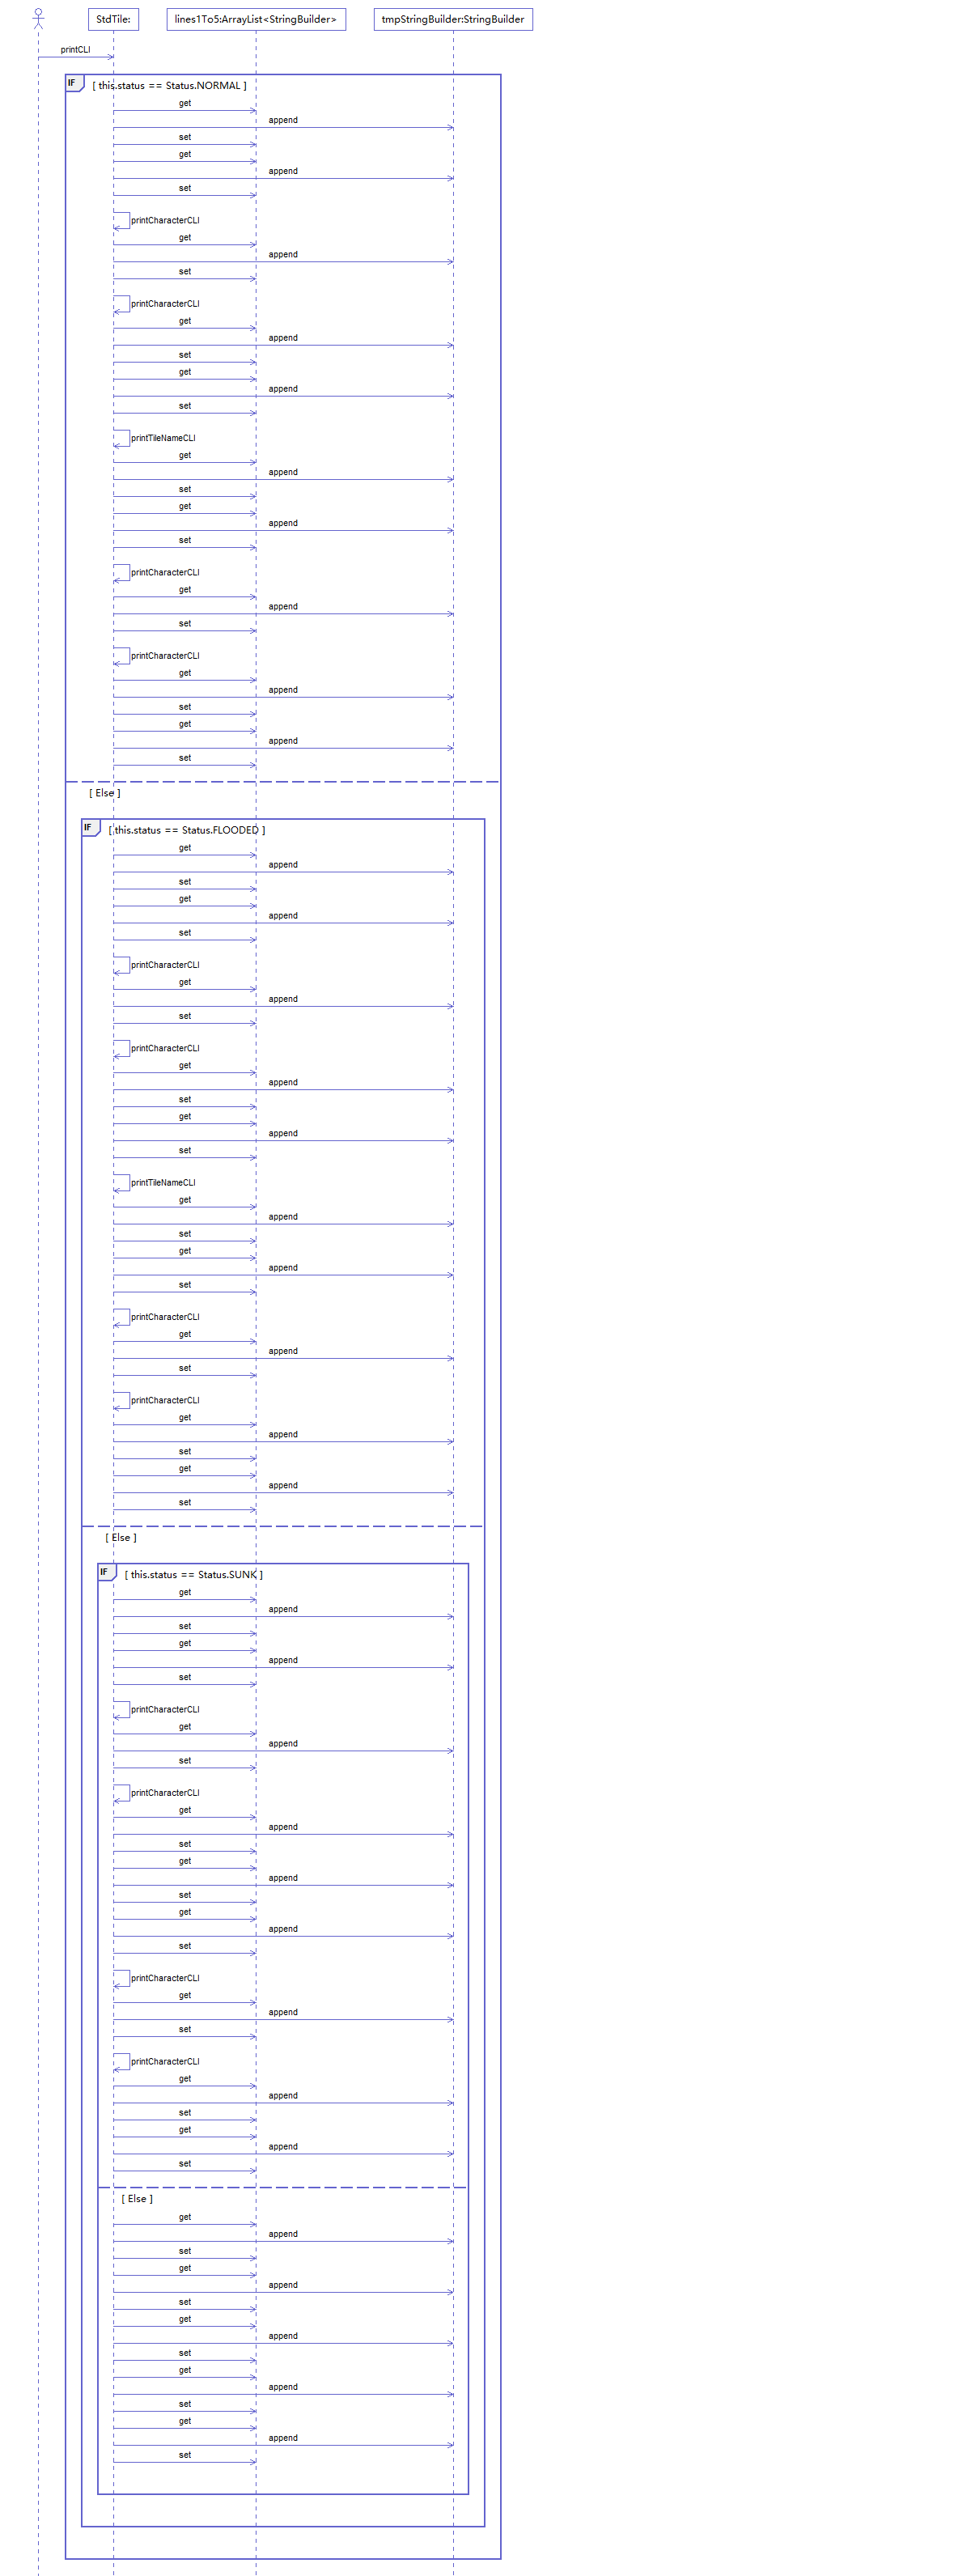 StdTile: lines1To5:ArrayList<StringBuilder> tmpStringBuilder:StringBuilder
printCLI
IF [ this.status == Status.NORMAL ]
get
append
set
get
append
set
printCharacterCLI
get
append
set
printCharacterCLI
get
append
set
get
append
set
printTileNameCLI
get
append
set
get
append
set
printCharacterCLI
get
append
set
printCharacterCLI
get
append
set
get
append
set
[ Else ]
IF [ this.status == Status.FLOODED ]
get
append
set
get
append
set
printCharacterCLI
get
append
set
printCharacterCLI
get
append
set
get
append
set
printTileNameCLI
get
append
set
get
append
set
printCharacterCLI
get
append
set
printCharacterCLI
get
append
set
get
append
set
[ Else ]
IF [ this.status == Status.SUNK ]
get
append
set
get
append
set
printCharacterCLI
get
append
set
printCharacterCLI
get
append
set
get
append
set
get
append
set
printCharacterCLI
get
append
set
printCharacterCLI
get
append
set
get
append
set
[ Else ]
get
append
set
get
append
set
get
append
set
get
append
set
get
append
set